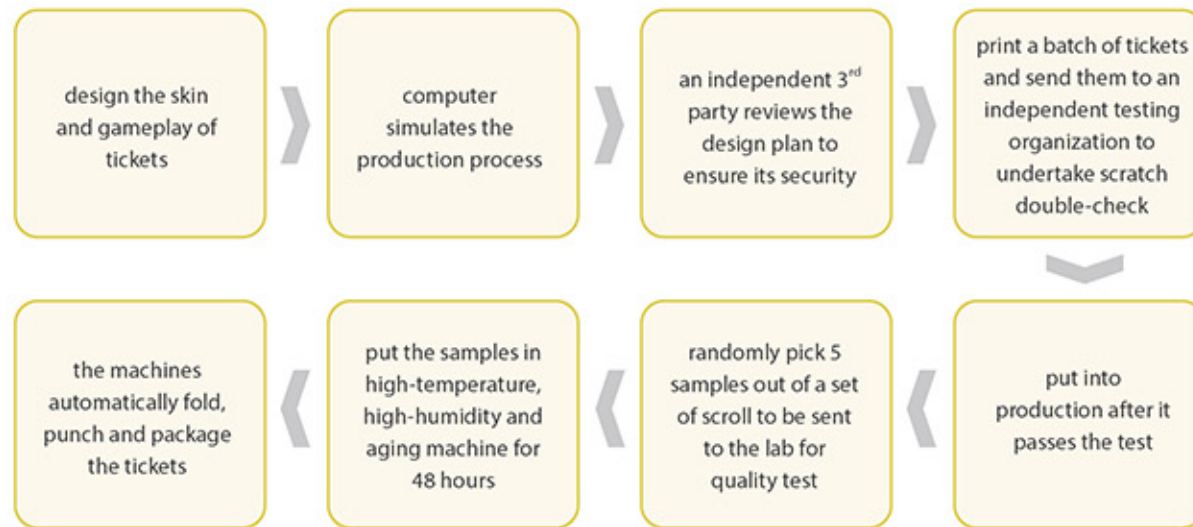 design the skin
and gameplay of
tickets
computer
simulates the
production process
an independent 3rd
party reviews the
design plan to
ensure its security
print a batch of tickets
and send them to an
independent testing
organization to
undertake scratch
double-check
put into
production after it
passes the test
randomly pick 5
samples out of a set
of scroll to be sent
to the lab for
quality test
put the samples in
high-temperature,
high-humidity and
aging machine for
48 hours
the machines
automatically fold,
punch and package
the tickets